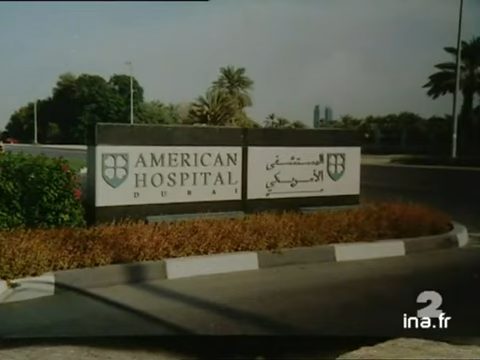 AMERICAN
HOSPITAL
DUBAI
المستشفى
الأمريكي
دبي
2
ina.fr